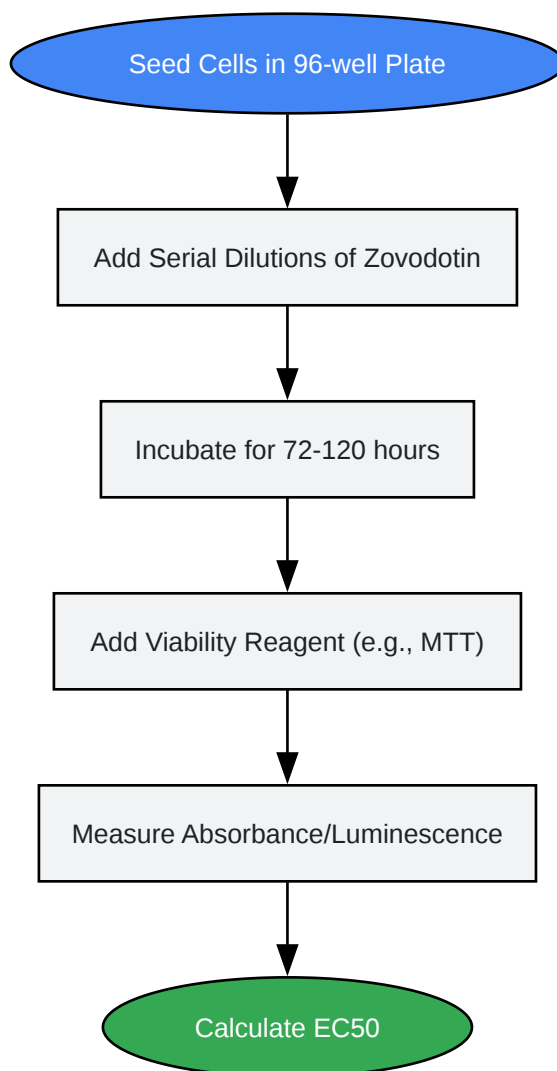 Seed Cells in 96-well Plate
Add Serial Dilutions of Zovodotin
Incubate for 72-120 hours
Add Viability Reagent (e.g., MTT)
Measure Absorbance/Luminescence
Calculate EC50